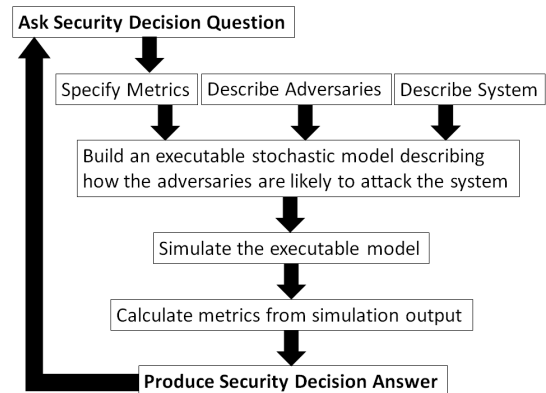 Ask Security Decision Question
Specify Metrics
Describe Adversaries
Describe System
Build an executable stochastic model describing
how the adversaries are likely to attack the system
Simulate the executable model
Calculate metrics from simulation output
Produce Security Decision Answer